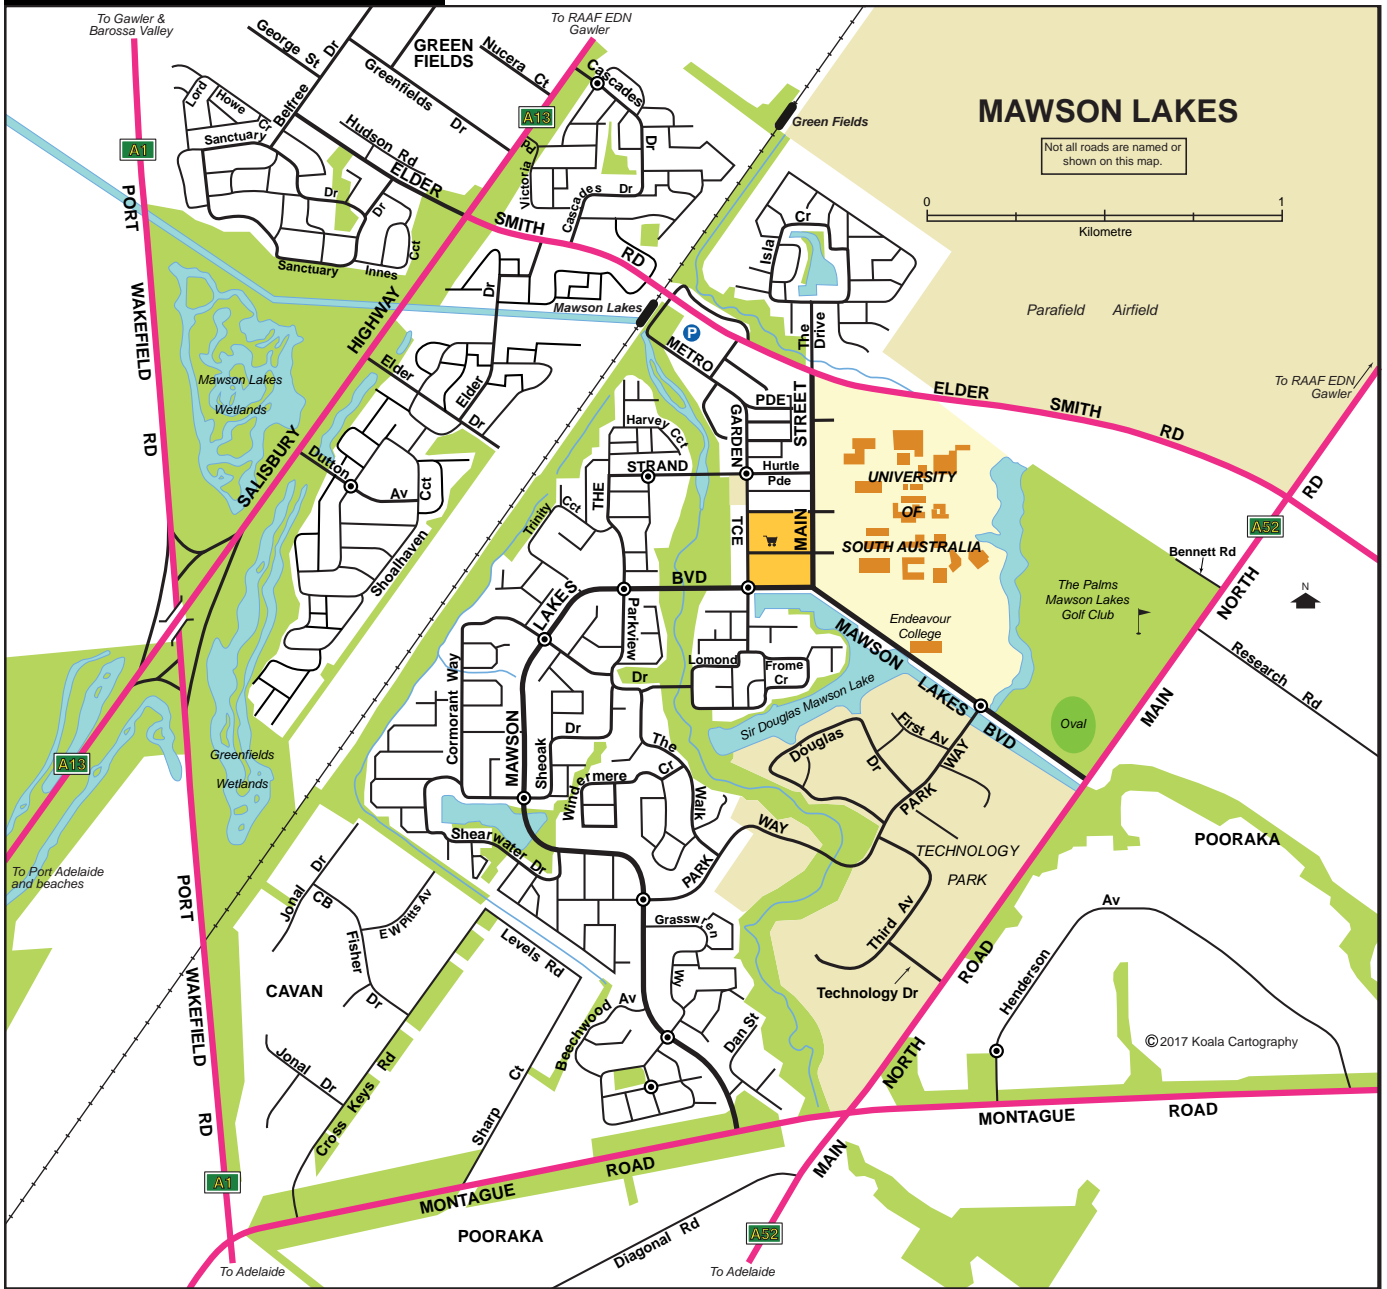 To Gawler &
Barossa Valley
To RAAF EDN
Gawler
George St
Belfree Dr
GREEN
FIELDS
Nucera Ct
Greenfields Dr
Cascades Dr
A13
A1
Lord
Howe
Cr
Sanctuary
Dr
Hudson Rd
ELDER
SMITH
RD
Victoria Pd
Cascades Dr
Green Fields
MAWSON LAKES
Not all roads are named or
shown on this map.
0
1
Kilometre
Parafield Airfield
PORT
WAKEFIELD
RD
Sanctuary
Dr
Innes
Cct
Isla
Cr
The
Drive
Mawson Lakes
P
METRO
PDE
GARDEN
TCE
MAIN
STREET
ELDER
SMITH
RD
To RAAF EDN
Gawler
HIGHWAY
SALISBURY
Mawson Lakes
Wetlands
Dr
Elder
Elder
Dr
Dutton
Av
Cct
Shoalhaven
Harvey Cct
THE
STRAND
Hurtle
Pde
Trinity
Cct
UNIVERSITY
OF
SOUTH AUSTRALIA
Endeavour
College
The Palms
Mawson Lakes
Golf Club
Bennett Rd
A52
N
NORTH
RD
MAIN
Research Rd
Oval
LAKES
BVD
MAWSON
Parkview
Dr
Lomond
Frome
Cr
MAWSON
LAKES
BVD
Sir Douglas Mawson Lake
Cormorant Way
Sheoak
Dr
Windermere
Cr
The
Walk
Shearwater Dr
Douglas
Dr
First Av
PARK
WAY
PARK
WAY
TECHNOLOGY
PARK
Third Av
Technology Dr
Greenfields
Wetlands
A13
To Port Adelaide
and beaches
PORT
WAKEFIELD
RD
Jonal Dr
CB
Fisher
Dr
E W Pitts Av
CAVAN
Jonal Dr
Cross Keys Rd
Levels Rd
Sharp Ct
Beechwood Av
Grasswren
Wy
Dan St
POORAKA
Henderson
Av
©2017 Koala Cartography
NORTH
ROAD
MAIN
MONTAGUE
ROAD
MONTAGUE
ROAD
A1
POORAKA
Diagonal Rd
A52
To Adelaide
To Adelaide